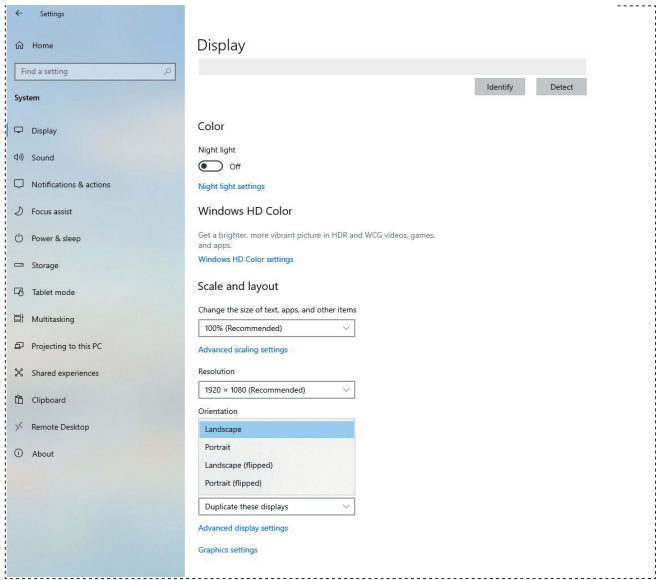 Settings
Home
Find a setting
System
Display
Sound
Notifications & actions
Focus assist
Power & sleep
Storage
Tablet mode
Multitasking
Projecting to this PC
Shared experiences
Clipboard
Remote Desktop
About
Display
Identify Detect
Color
Night light
Off
Night light settings
Windows HD Color
Get a brighter, more vibrant picture in HDR and WCG videos, games,
and apps.
Windows HD Color settings
Scale and layout
Change the size of text, apps, and other items
100% (Recommended)
Advanced scaling settings
Resolution
1920 × 1080 (Recommended)
Orientation
Landscape
Portrait
Landscape (flipped)
Portrait (flipped)
Duplicate these displays
Advanced display settings
Graphics settings